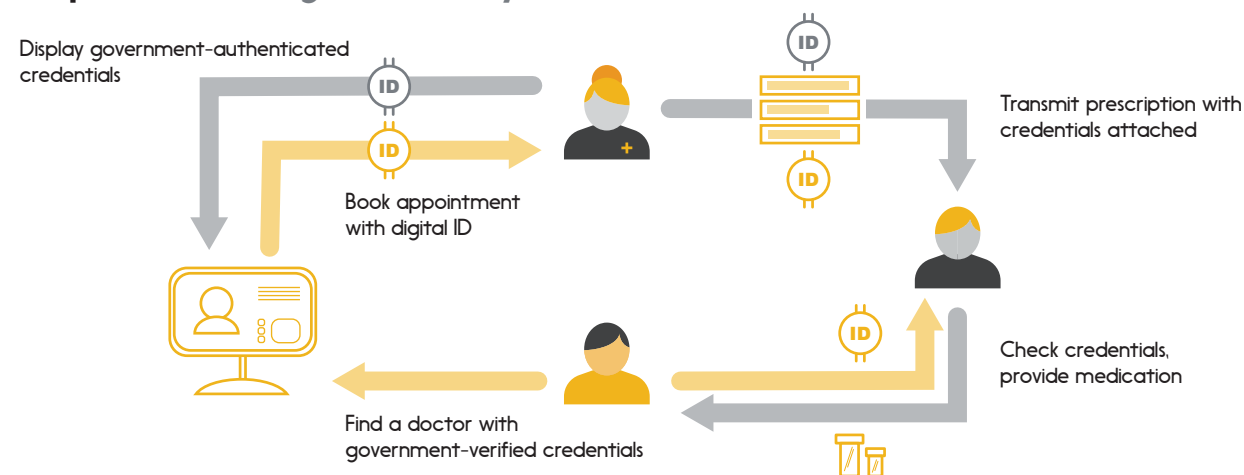 Display government-authenticated
credentials
ID
ID
Book appointment
with digital ID
ID
ID
Transmit prescription with
credentials attached
ID
Check credentials,
provide medication
Find a doctor with
government-verified credentials